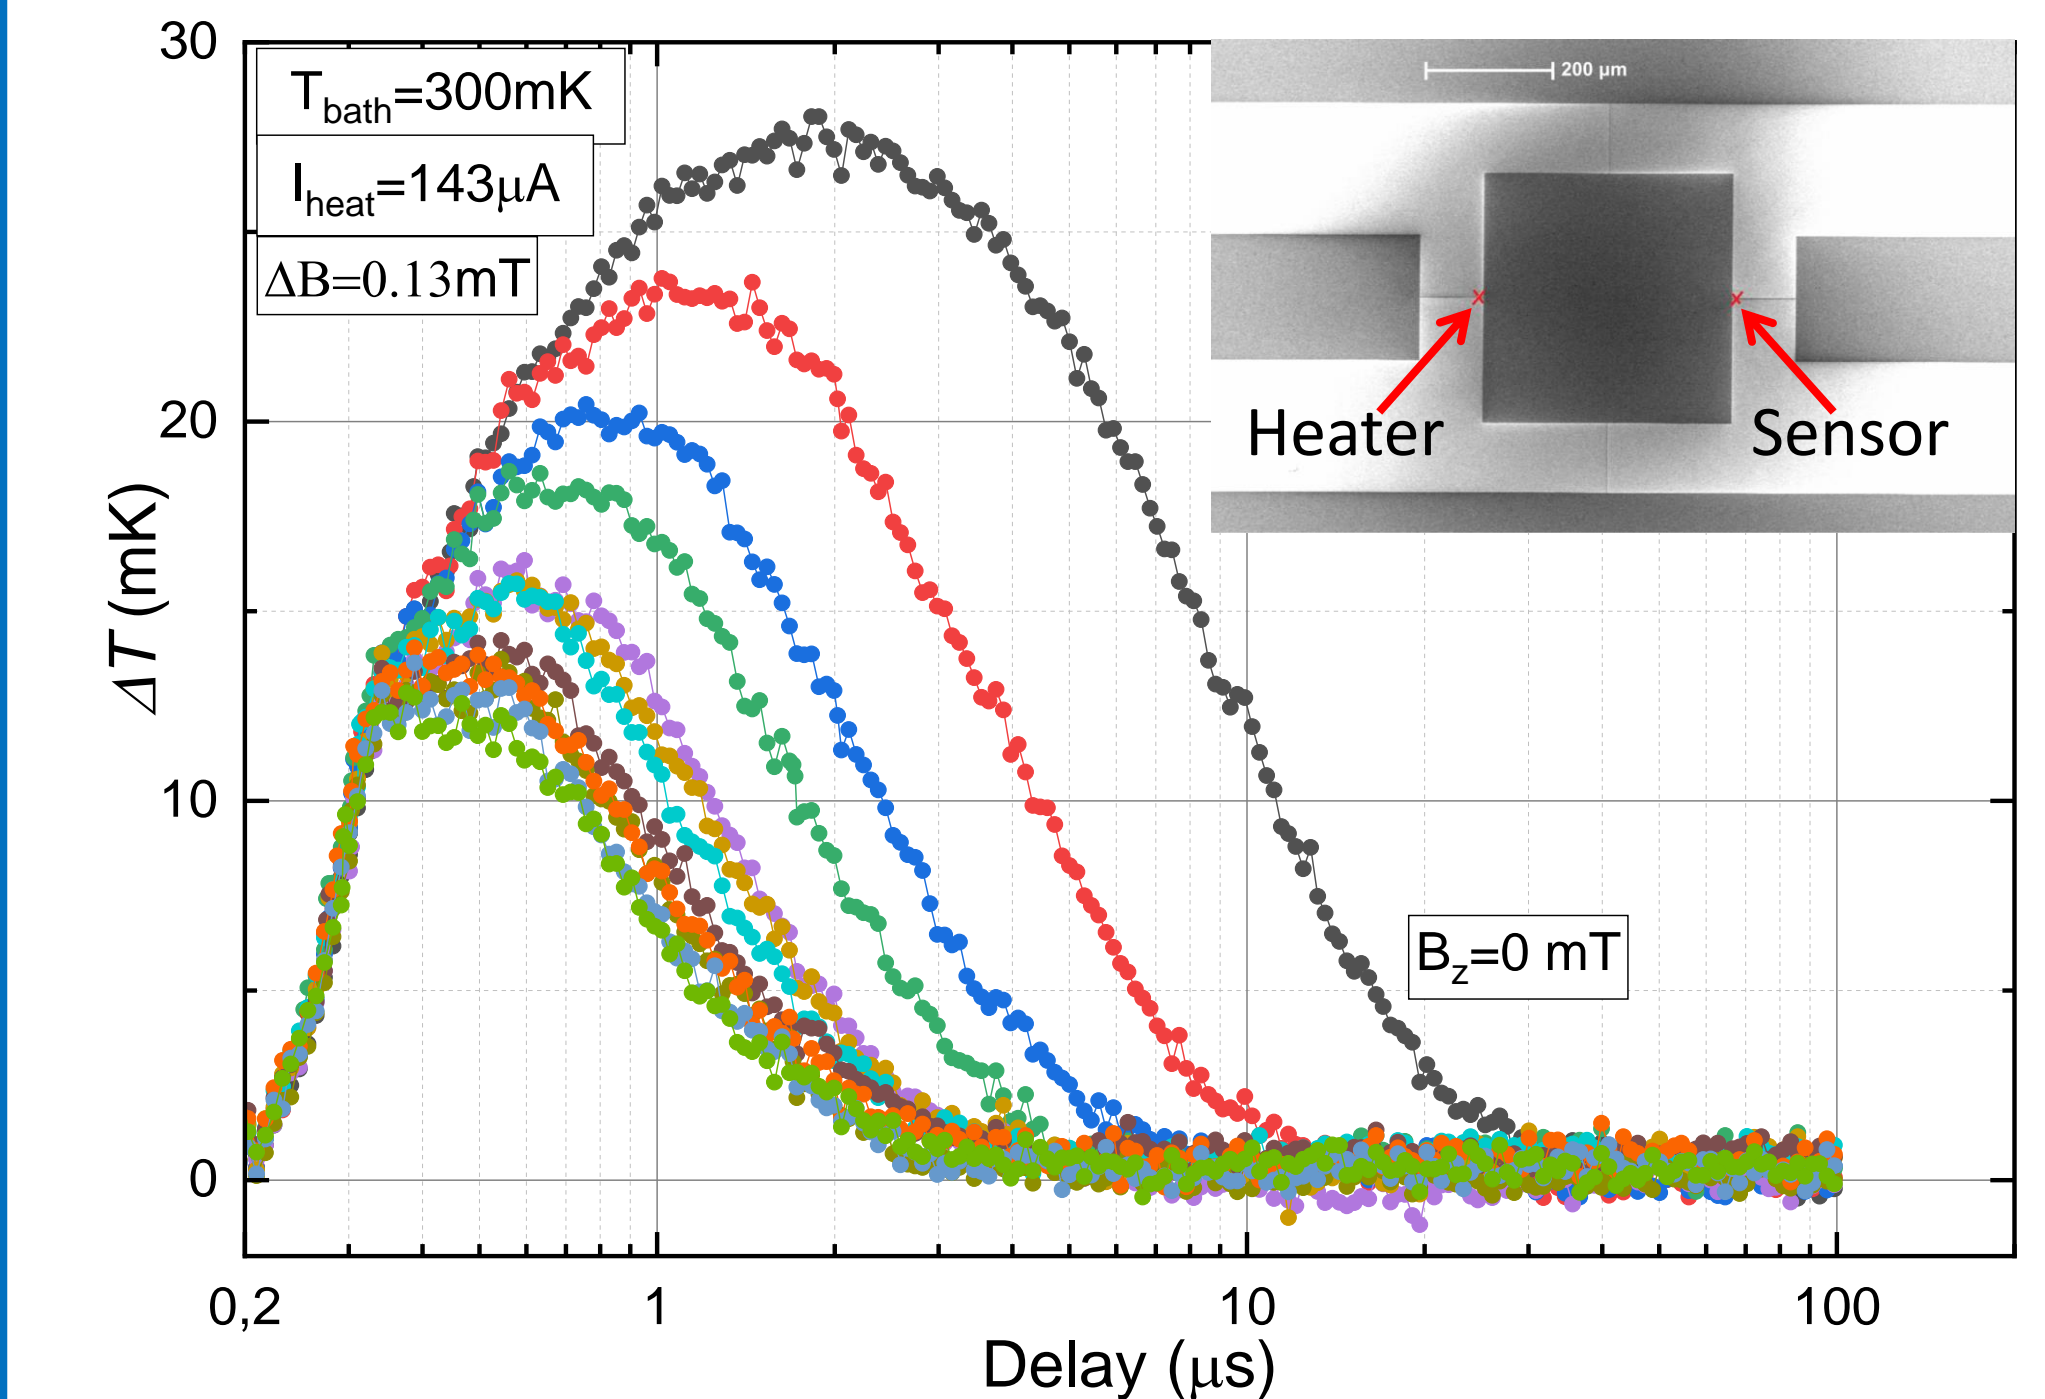 30
T_bath=300mK
I_heat=143μA
ΔB=0.13mT
200 μm
Heater
Sensor
20
ΔT (mK)
10
B_z=0 mT
0
0,2
1
10
100
Delay (μs)